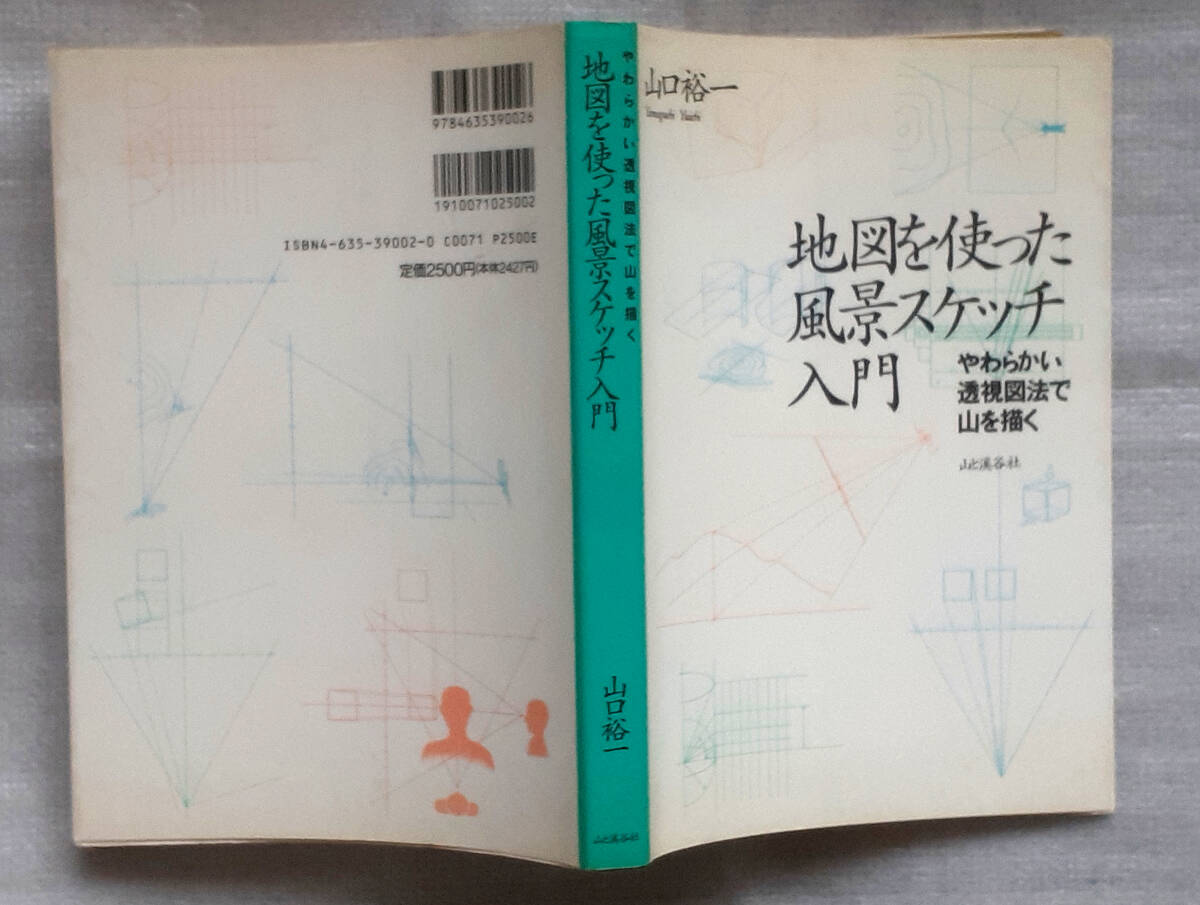 山口裕一
Yamaguchi Yuichi
地図を使った
風景スケッチ
入門
やわらかい
透視図法で
山を描く
山と溪谷社
やわらかい透視図法で山を描く
地図を使った風景スケッチ入門
山口裕一
山と溪谷社
9784635390026
1910071025002
ISBN4-635-39002-0 C0071 P2500E
定価2500円(本体2427円)